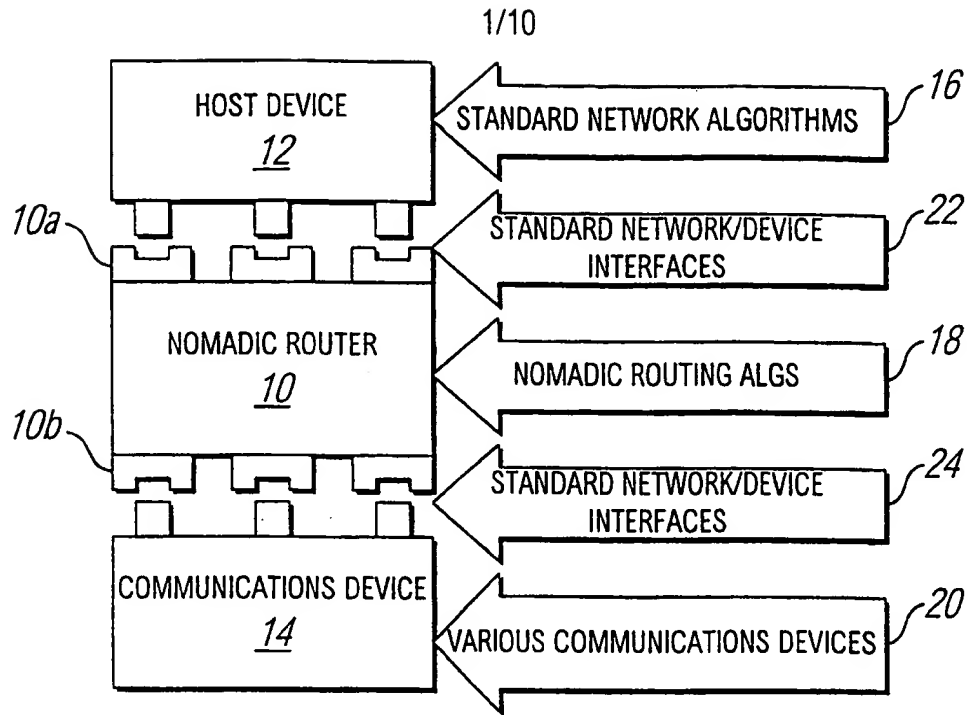 1/10
HOST DEVICE
12
STANDARD NETWORK ALGORITHMS
16
10a
STANDARD NETWORK/DEVICE
INTERFACES
22
NOMADIC ROUTER
10
NOMADIC ROUTING ALGS
18
10b
STANDARD NETWORK/DEVICE
INTERFACES
24
COMMUNICATIONS DEVICE
14
VARIOUS COMMUNICATIONS DEVICES
20